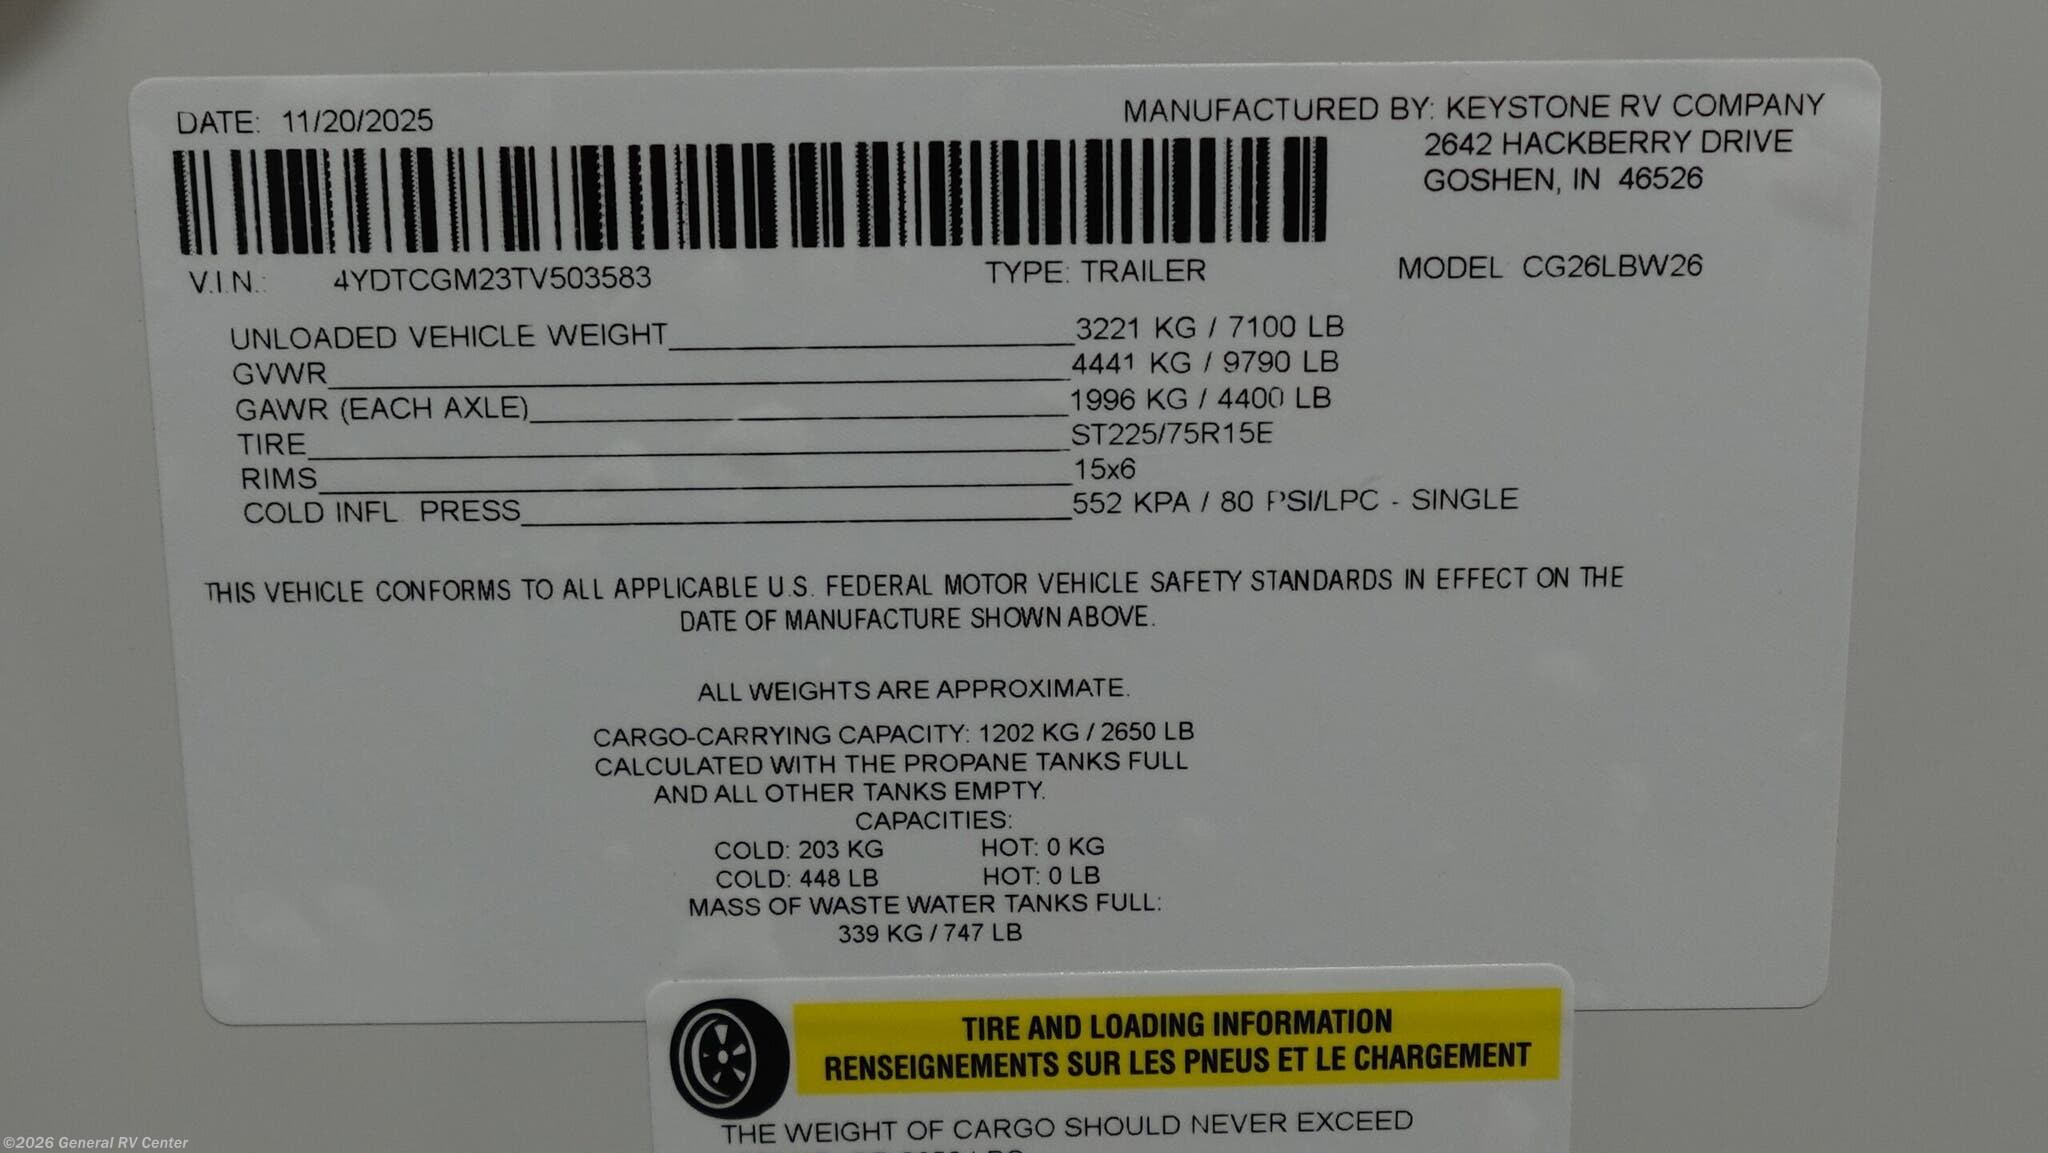 DATE: 11/20/2025
MANUFACTURED BY: KEYSTONE RV COMPANY
2642 HACKBERRY DRIVE
GOSHEN, IN 46526
V.I.N.: 4YDTCGM23TV503583 TYPE: TRAILER MODEL CG26LBW26
UNLOADED VEHICLE WEIGHT 3221 KG / 7100 LB
GVWR 4441 KG / 9790 LB
GAWR (EACH AXLE) 1996 KG / 4400 LB
TIRE ST225/75R15E
RIMS 15x6
COLD INFL PRESS 552 KPA / 80 PSI/LPC - SINGLE
THIS VEHICLE CONFORMS TO ALL APPLICABLE U.S. FEDERAL MOTOR VEHICLE SAFETY STANDARDS IN EFFECT ON THE
DATE OF MANUFACTURE SHOWN ABOVE.
ALL WEIGHTS ARE APPROXIMATE.
CARGO-CARRYING CAPACITY: 1202 KG / 2650 LB
CALCULATED WITH THE PROPANE TANKS FULL
AND ALL OTHER TANKS EMPTY.
CAPACITIES:
COLD: 203 KG HOT: 0 KG
COLD: 448 LB HOT: 0 LB
MASS OF WASTE WATER TANKS FULL:
339 KG / 747 LB
TIRE AND LOADING INFORMATION
RENSEIGNEMENTS SUR LES PNEUS ET LE CHARGEMENT
THE WEIGHT OF CARGO SHOULD NEVER EXCEED
©2026 General RV Center